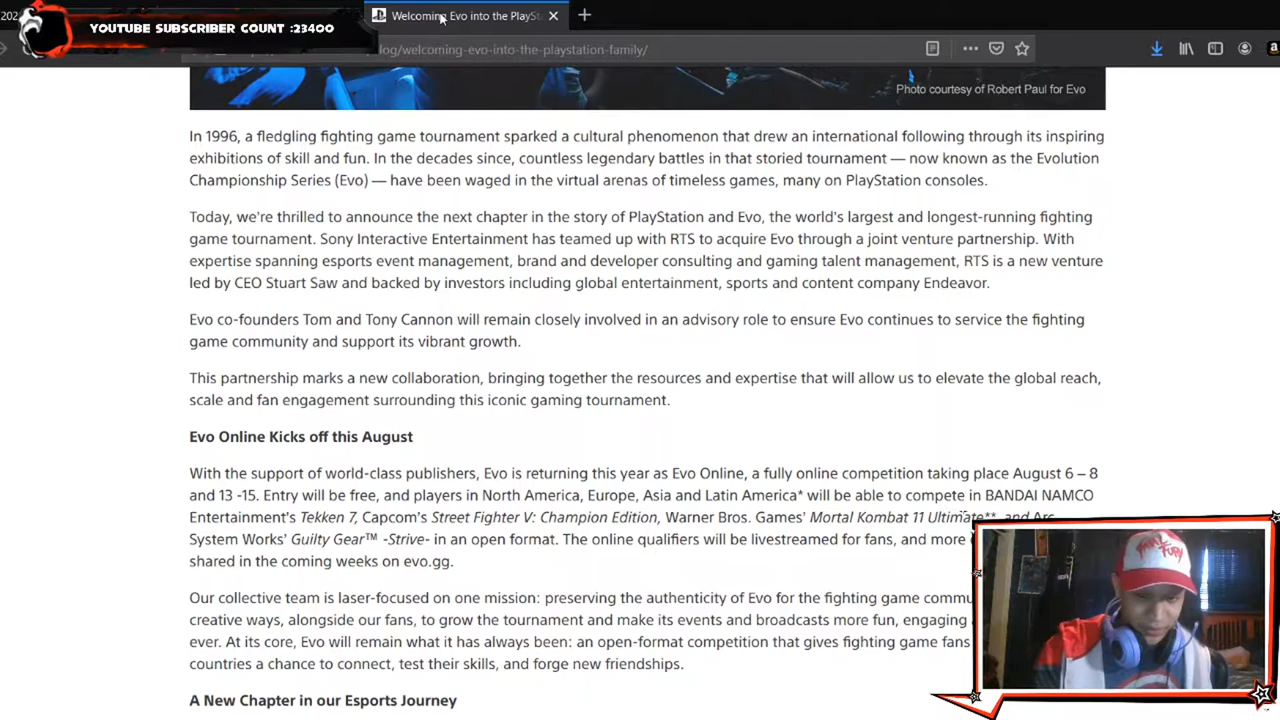 202
Welcoming Evo into the PlaySt
YOUTUBE SUBSCRIBER COUNT :23400
log/welcoming-evo-into-the-playstation-family/
Photo courtesy of Robert Paul for Evo
In 1996, a fledgling fighting game tournament sparked a cultural phenomenon that drew an international following through its inspiring
exhibitions of skill and fun. In the decades since, countless legendary battles in that storied tournament — now known as the Evolution
Championship Series (Evo) — have been waged in the virtual arenas of timeless games, many on PlayStation consoles.
Today, we're thrilled to announce the next chapter in the story of PlayStation and Evo, the world's largest and longest-running fighting
game tournament. Sony Interactive Entertainment has teamed up with RTS to acquire Evo through a joint venture partnership. With
expertise spanning esports event management, brand and developer consulting and gaming talent management, RTS is a new venture
led by CEO Stuart Saw and backed by investors including global entertainment, sports and content company Endeavor.
Evo co-founders Tom and Tony Cannon will remain closely involved in an advisory role to ensure Evo continues to service the fighting
game community and support its vibrant growth.
This partnership marks a new collaboration, bringing together the resources and expertise that will allow us to elevate the global reach,
scale and fan engagement surrounding this iconic gaming tournament.
Evo Online Kicks off this August
With the support of world-class publishers, Evo is returning this year as Evo Online, a fully online competition taking place August 6 – 8
and 13 -15. Entry will be free, and players in North America, Europe, Asia and Latin America* will be able to compete in BANDAI NAMCO
Entertainment's Tekken 7, Capcom's Street Fighter V: Champion Edition, Warner Bros. Games' Mortal Kombat 11 Ultimate**, and Arc
System Works' Guilty Gear™ -Strive- in an open format. The online qualifiers will be livestreamed for fans, and more
shared in the coming weeks on evo.gg.
Our collective team is laser-focused on one mission: preserving the authenticity of Evo for the fighting game commu
creative ways, alongside our fans, to grow the tournament and make its events and broadcasts more fun, engaging
ever. At its core, Evo will remain what it has always been: an open-format competition that gives fighting game fans
countries a chance to connect, test their skills, and forge new friendships.
A New Chapter in our Esports Journey